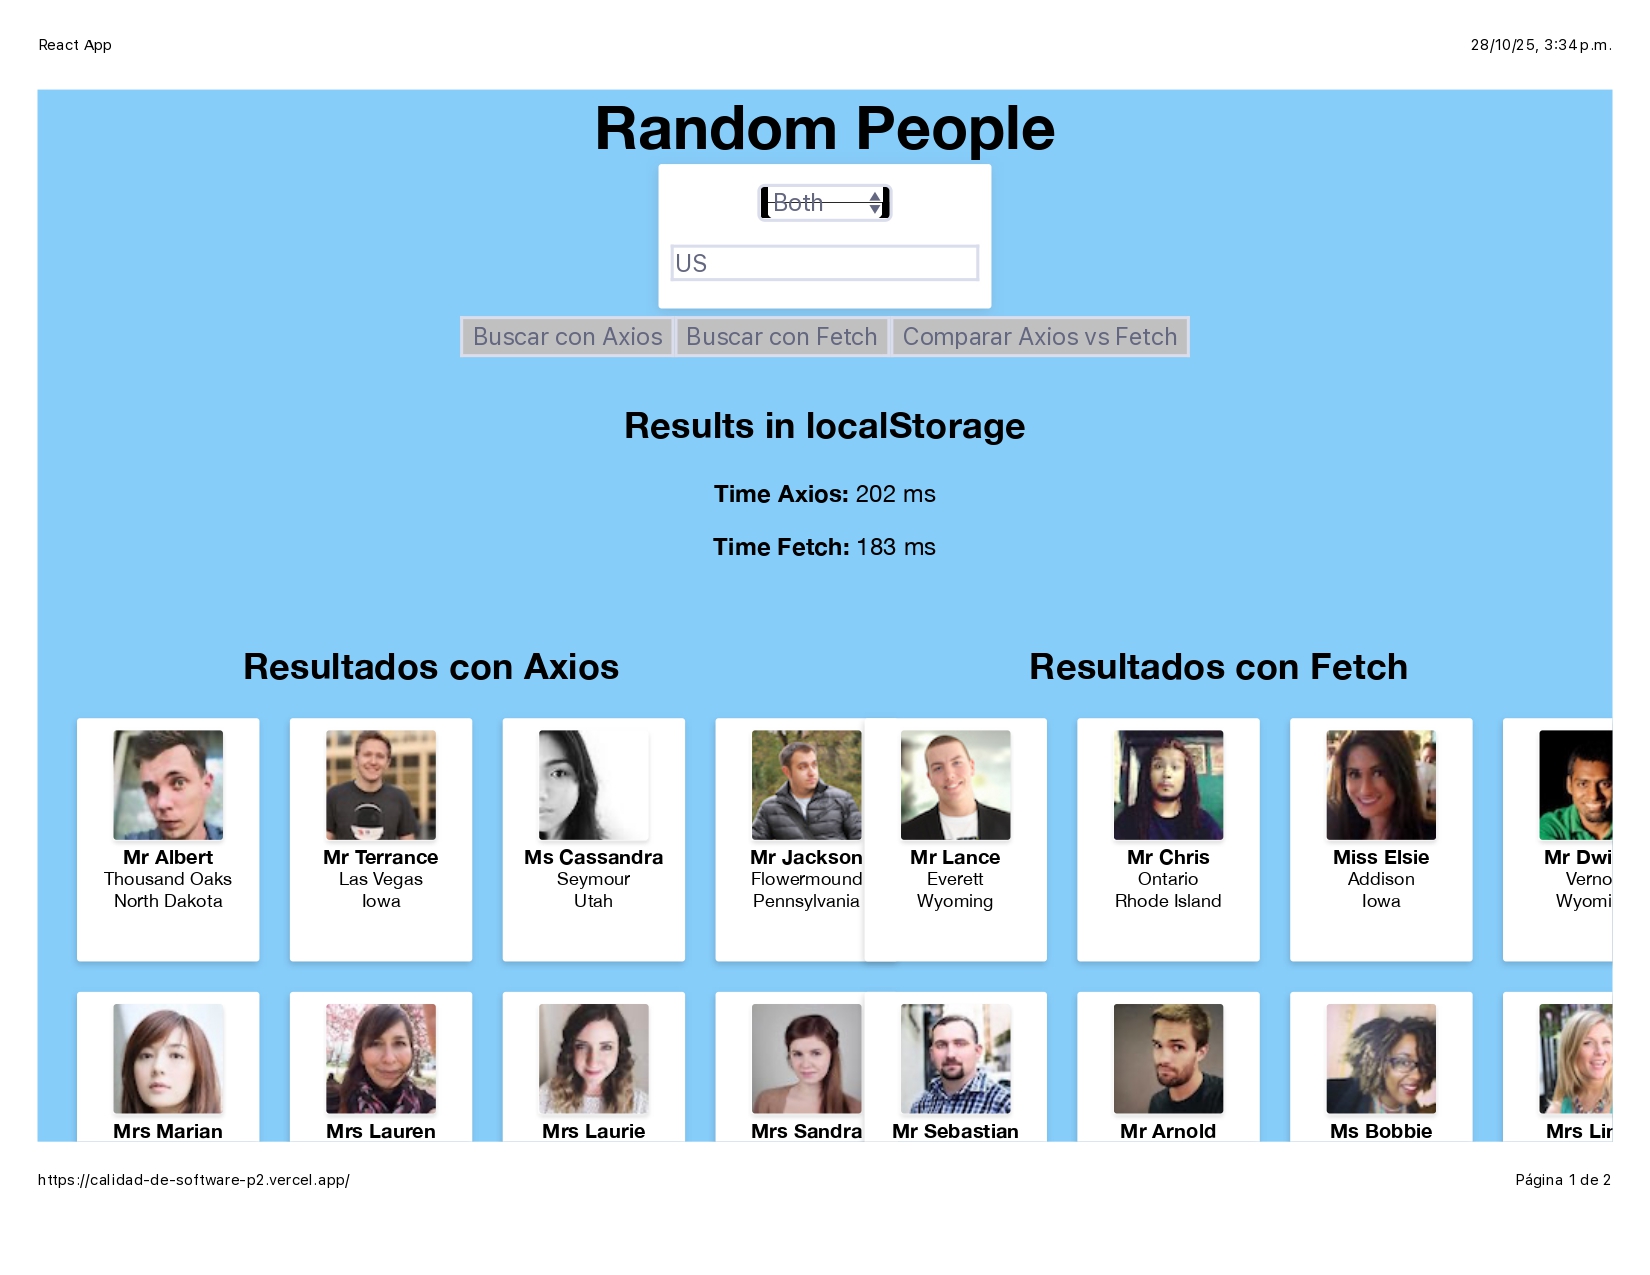 React App
28/10/25, 3:34 p.m.
Random People
Both
US
Buscar con Axios
Buscar con Fetch
Comparar Axios vs Fetch
Results in localStorage
Time Axios: 202 ms
Time Fetch: 183 ms
Resultados con Axios
Resultados con Fetch
Mr Albert
Thousand Oaks
North Dakota
Mr Terrance
Las Vegas
Iowa
Ms Cassandra
Seymour
Utah
Mr Jackson
Flowermound
Pennsylvania
Mr Lance
Everett
Wyoming
Mr Chris
Ontario
Rhode Island
Miss Elsie
Addison
Iowa
Mr Dwi
Verno
Wyomi
Mrs Marian
Mrs Lauren
Mrs Laurie
Mrs Sandra
Mr Sebastian
Mr Arnold
Ms Bobbie
Mrs Lin
https://calidad-de-software-p2.vercel.app/
Página 1 de 2